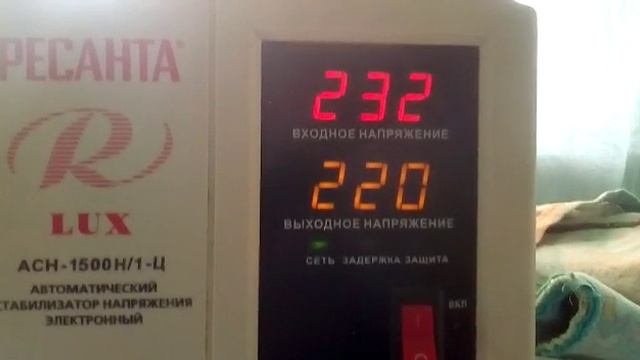 РЕСАНТА®
R
LUX
АСН-1500Н/1-Ц
АВТОМАТИЧЕСКИЙ
СТАБИЛИЗАТОР НАПРЯЖЕНИЯ
ЭЛЕКТРОННЫЙ
232
ВХОДНОЕ НАПРЯЖЕНИЕ
220
ВЫХОДНОЕ НАПРЯЖЕНИЕ
СЕТЬ ЗАДЕРЖКА ЗАЩИТА
ВКЛ